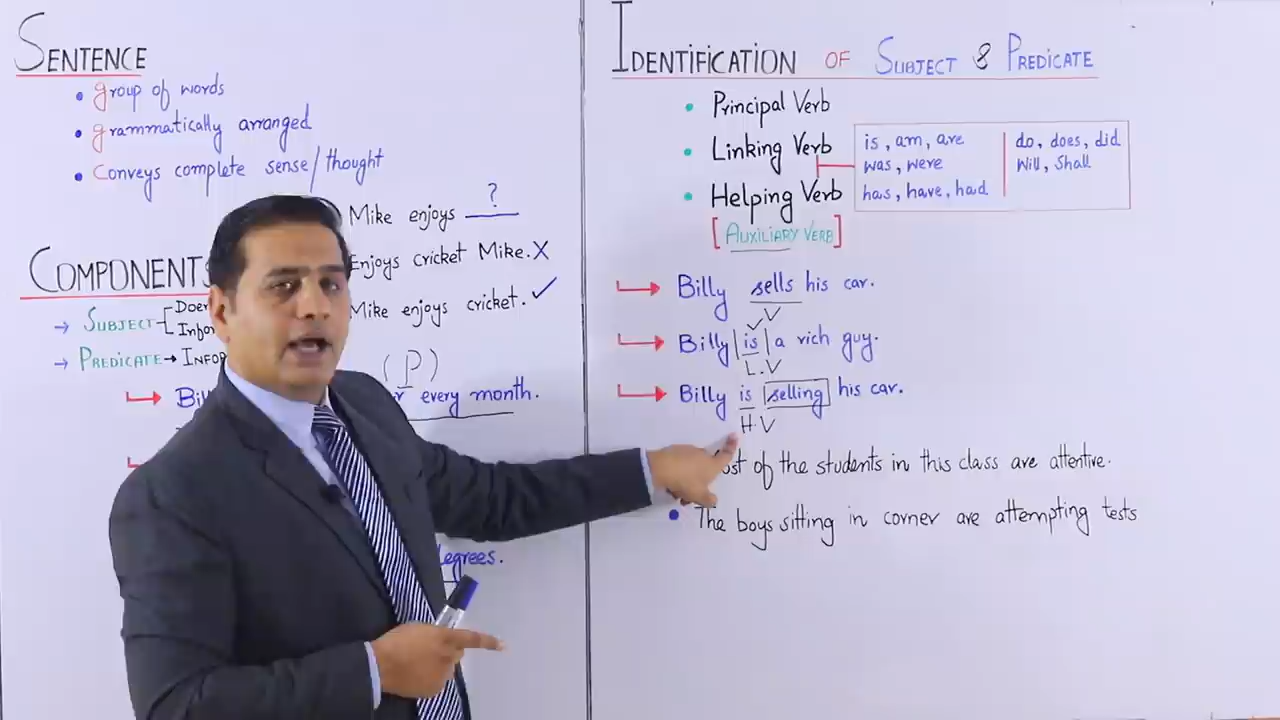 SENTENCE
• group of words
• grammatically arranged
• Conveys complete sense/thought
Mike enjoys ?
Enjoys cricket Mike. X
Mike enjoys cricket. ✓
COMPONENTS
→ SUBJECT
→ PREDICATE →
(P)
every month.
degrees.
IDENTIFICATION OF SUBJECT & PREDICATE
• Principal Verb
• Linking Verb
• Helping Verb
[AUXILIARY VERB]
is, am, are
was, were
has, have, had
do, does, did
Will, Shall
Billy sells his car.
V
Billy is a rich guy.
L.V
Billy is selling his car.
H.V
of the students in this class are attentive.
• The boys sitting in corner are attempting tests